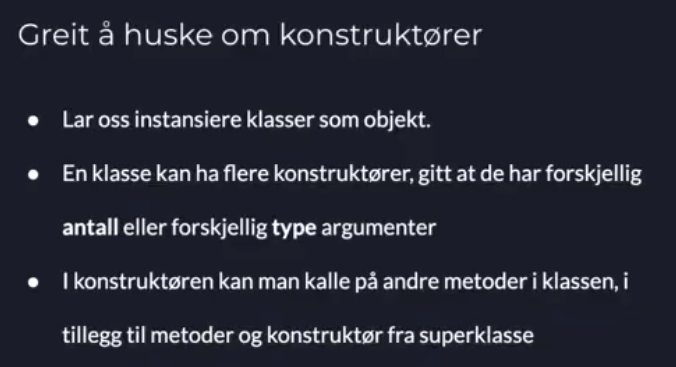 Greit å huske om konstruktører
● Lar oss instansiere klasser som objekt.
● En klasse kan ha flere konstruktører, gitt at de har forskjellig
antall eller forskjellig type argumenter
● I konstruktøren kan man kalle på andre metoder i klassen, i
tillegg til metoder og konstruktør fra superklasse